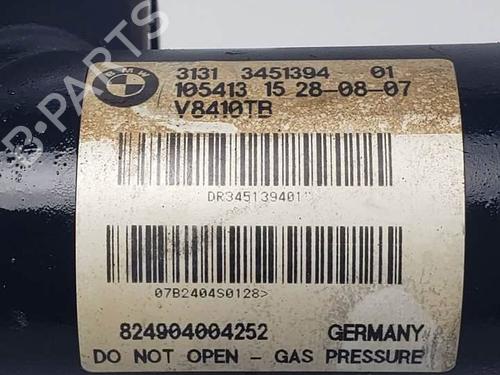 B-PARTS
BMW
3131 3451394 01
105413 15 28-08-07
V8410TB
DR345139401
07B2404S0128>
824904004252 GERMANY
DO NOT OPEN - GAS PRESSURE